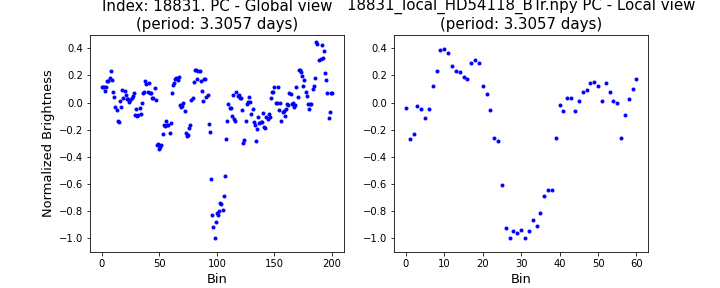 Index: 18831. PC - Global view
(period: 3.3057 days)
18831_local_HD54118_BTr.npy PC - Local view
(period: 3.3057 days)
Normalized Brightness
0.4
0.2
0.0
−0.2
−0.4
−0.6
−0.8
−1.0
0 50 100 150 200
Bin
0.4
0.2
0.0
−0.2
−0.4
−0.6
−0.8
−1.0
0 10 20 30 40 50 60
Bin